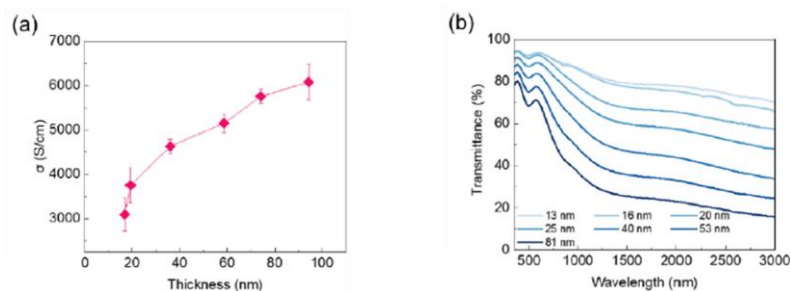 (a)
7000
6000
5000
4000
3000
σ (S/cm)
0 20 40 60 80 100
Thickness (nm)
(b)
100
80
60
40
20
0
Transmittance (%)
13 nm 16 nm 20 nm
25 nm 40 nm 53 nm
81 nm
500 1000 1500 2000 2500 3000
Wavelength (nm)